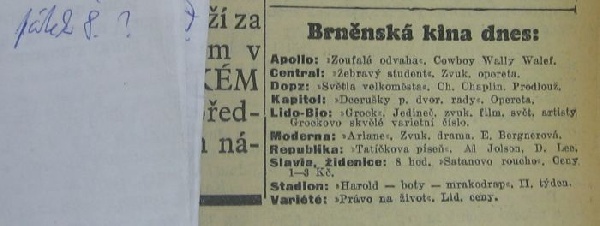 pátek 8. ?
ží za
m v
KÉM
před-
n ná-
Brněnská kina dnes:
Apollo: »Zoufalá odvaha«. Cowboy Wally Walef.
Central: »Žebravý student«. Zvuk. opereta.
Dopz: »Světla velkoměsta«. Ch. Chaplin. Predlouž.
Kapitol: »Dcerušky p. dvor. rady«. Opereta.
Lido-Bio: »Grock«. Jedineč. zvuk. film, svět. artisty
Grockovo skvělé varietní číslo.
Moderna: »Ariane«. Zvuk. drama. E. Bergnerová.
Republika: »Tatíčkova píseň«. Al Jolson, D. Lee.
Slavia, Židenice: 8 hod. »Satanovo roucho«. Ceny
1—3 Kč.
Stadion: »Harold — boty — mrakodrap«, II. týden.
Variété: »Právo na život«. Lid. ceny.